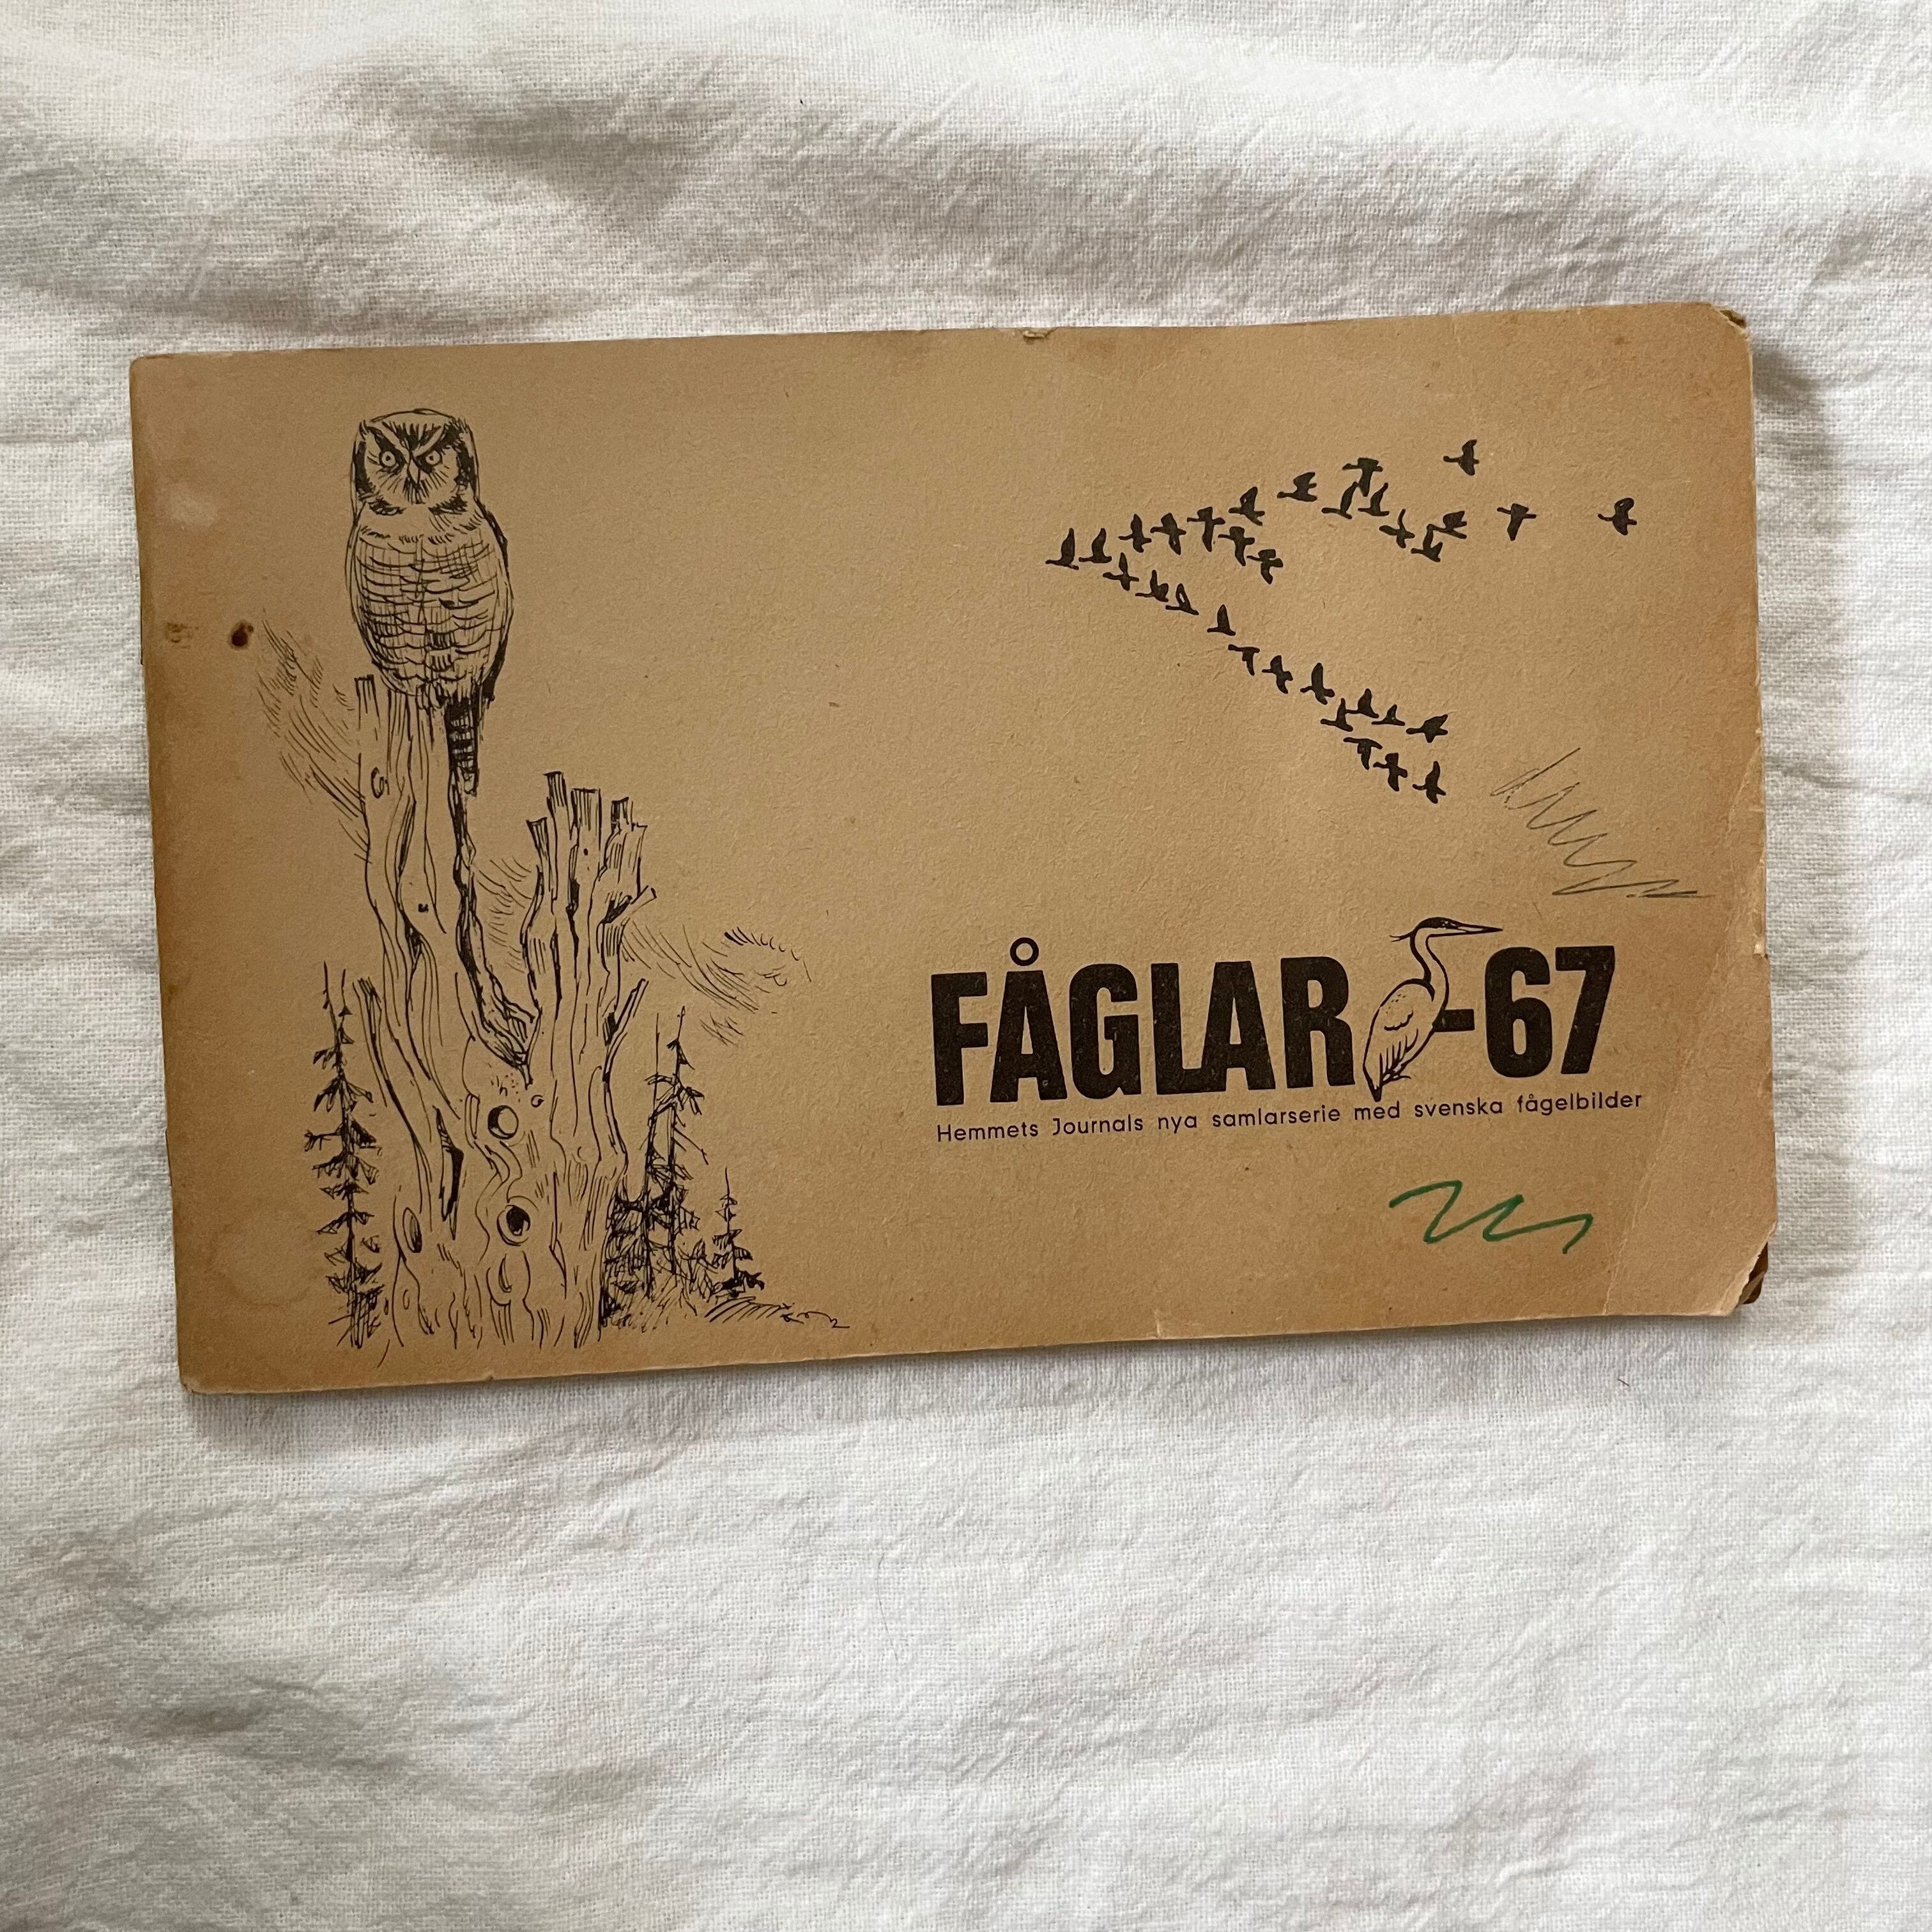 FÅGLAR-67
Hemmets Journals nya samlarserie med svenska fågelbilder